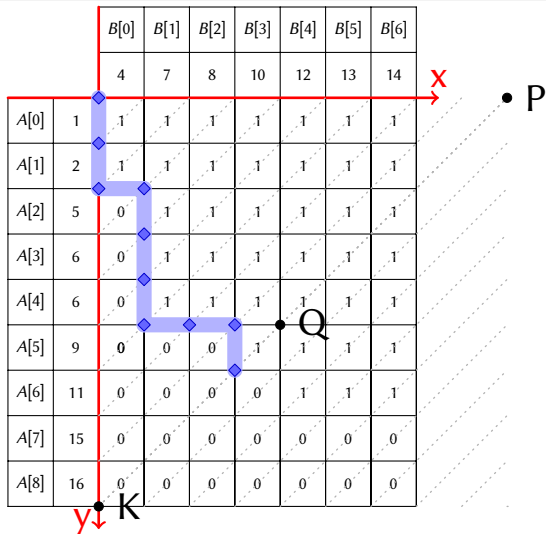 B[0] B[1] B[2] B[3] B[4] B[5] B[6]
4 7 8 10 12 13 14
x
P
A[0] 1 1 1 1 1 1 1 1
A[1] 2 1 1 1 1 1 1 1
A[2] 5 0 1 1 1 1 1 1
A[3] 6 0 1 1 1 1 1 1
A[4] 6 0 1 1 1 1 1 1
Q
A[5] 9 0 0 0 1 1 1 1
A[6] 11 0 0 0 0 1 1 1
A[7] 15 0 0 0 0 0 0 0
A[8] 16 0 0 0 0 0 0 0
y K